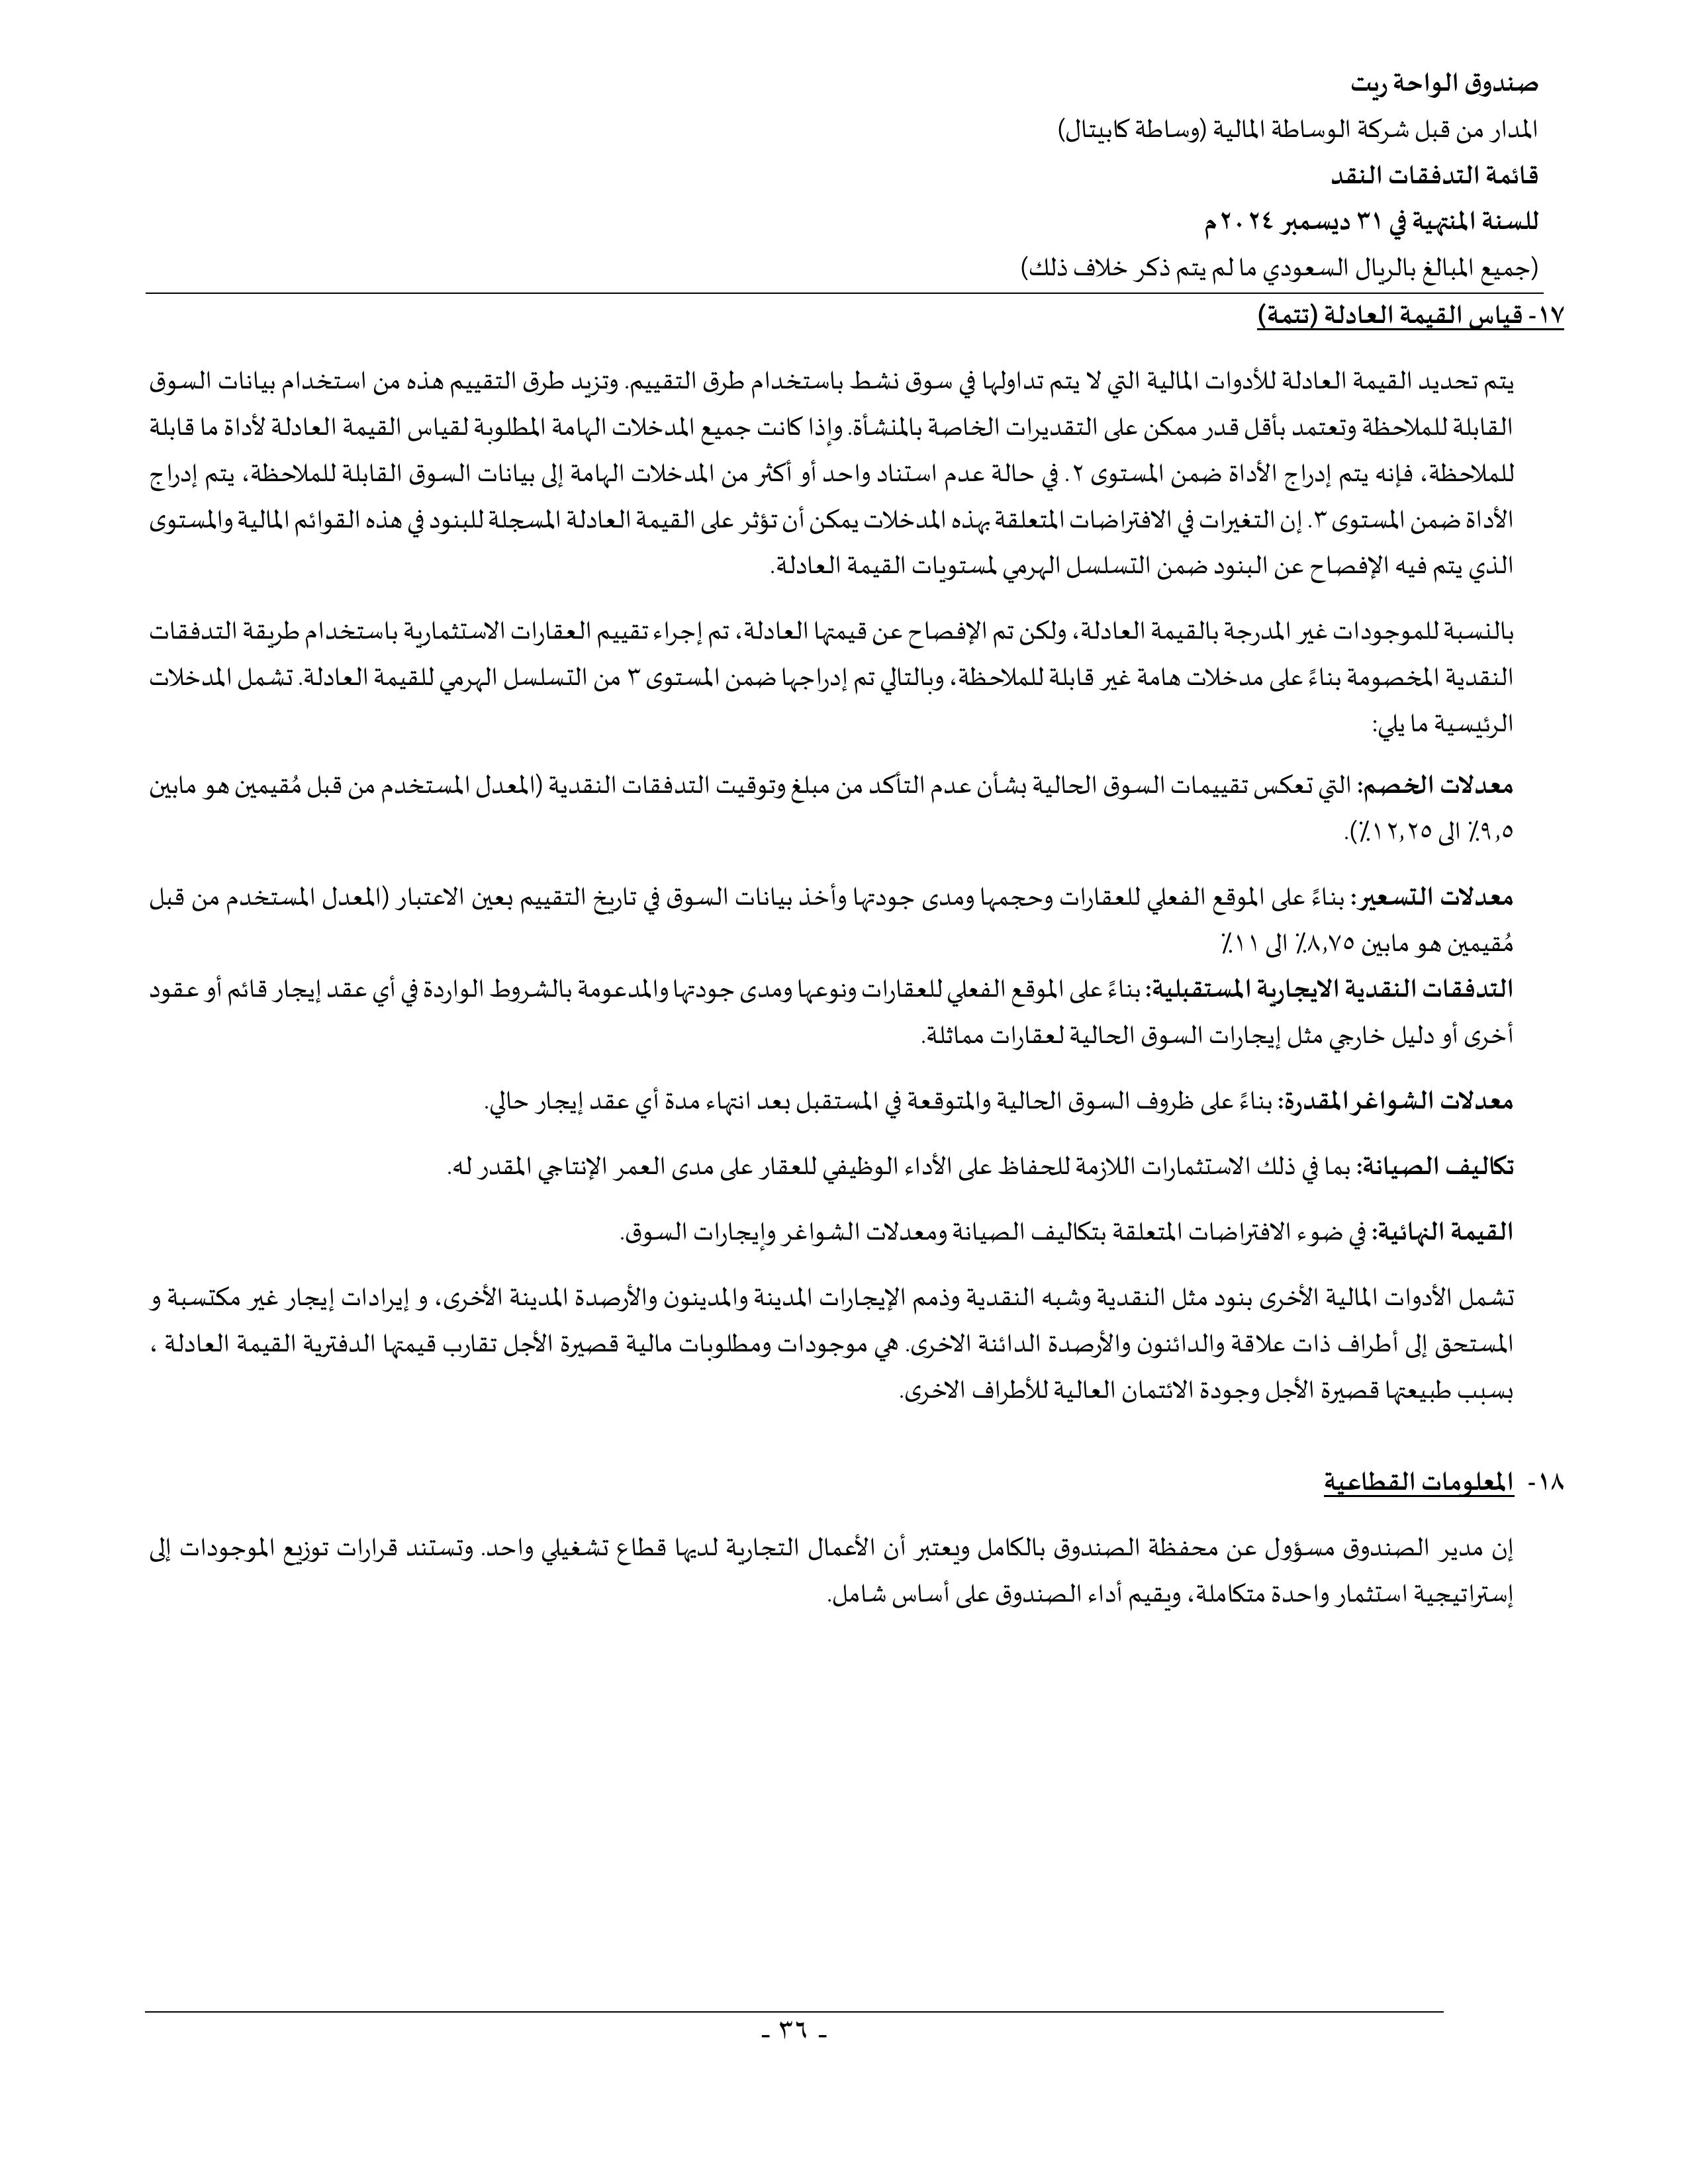 صندوق الواحة ريت
المدار من قبل شركة الوساطة المالية (وساطة كابيتال)
قائمة التدفقات النقد
للسنة المنتهية في ٣١ ديسمبر ٢٠٢٤م
(جميع المبالغ بالريال السعودي ما لم يتم ذكر خلاف ذلك)
١٧- قياس القيمة العادلة (تتمة)
يتم تحديد القيمة العادلة للأدوات المالية التي لا يتم تداولها في سوق نشط باستخدام طرق التقييم. وتزيد طرق التقييم هذه من استخدام بيانات السوق
القابلة للملاحظة وتعتمد بأقل قدر ممكن على التقديرات الخاصة بالمنشأة. وإذا كانت جميع المدخلات الهامة المطلوبة لقياس القيمة العادلة لأداة ما قابلة
للملاحظة، فإنه يتم إدراج الأداة ضمن المستوى ٢. في حالة عدم استناد واحد أو أكثر من المدخلات الهامة إلى بيانات السوق القابلة للملاحظة، يتم إدراج
الأداة ضمن المستوى ٣. إن التغيرات في الافتراضات المتعلقة بهذه المدخلات يمكن أن تؤثر على القيمة العادلة المسجلة للبنود في هذه القوائم المالية والمستوى
الذي يتم فيه الإفصاح عن البنود ضمن التسلسل الهرمي لمستويات القيمة العادلة.
بالنسبة للموجودات غير المدرجة بالقيمة العادلة، ولكن تم الإفصاح عن قيمتها العادلة، تم إجراء تقييم العقارات الاستثمارية باستخدام طريقة التدفقات
النقدية المخصومة بناءً على مدخلات هامة غير قابلة للملاحظة، وبالتالي تم إدراجها ضمن المستوى ٣ من التسلسل الهرمي للقيمة العادلة. تشمل المدخلات
الرئيسية ما يلي:
معدلات الخصم: التي تعكس تقييمات السوق الحالية بشأن عدم التأكد من مبلغ وتوقيت التدفقات النقدية (المعدل المستخدم من قبل مُقيمين هو مابين
٩,٥٪ الى ١٢,٢٥٪).
معدلات التسعير: بناءً على الموقع الفعلي للعقارات وحجمها ومدى جودتها وأخذ بيانات السوق في تاريخ التقييم بعين الاعتبار (المعدل المستخدم من قبل
مُقيمين هو مابين ٨,٧٥٪ الى ١١٪
التدفقات النقدية الايجارية المستقبلية: بناءً على الموقع الفعلي للعقارات ونوعها ومدى جودتها والمدعومة بالشروط الواردة في أي عقد إيجار قائم أو عقود
أخرى أو دليل خارجي مثل إيجارات السوق الحالية لعقارات مماثلة.
معدلات الشواغر المقدرة: بناءً على ظروف السوق الحالية والمتوقعة في المستقبل بعد انتهاء مدة أي عقد إيجار حالي.
تكاليف الصيانة: بما في ذلك الاستثمارات اللازمة للحفاظ على الأداء الوظيفي للعقار على مدى العمر الإنتاجي المقدر له.
القيمة النهائية: في ضوء الافتراضات المتعلقة بتكاليف الصيانة ومعدلات الشواغر وإيجارات السوق.
تشمل الأدوات المالية الأخرى بنود مثل النقدية وشبه النقدية وذمم الإيجارات المدينة والمدينون والأرصدة المدينة الأخرى، و إيرادات إيجار غير مكتسبة و
المستحق إلى أطراف ذات علاقة والدائنون والأرصدة الدائنة الاخرى. هي موجودات ومطلوبات مالية قصيرة الأجل تقارب قيمتها الدفترية القيمة العادلة ،
بسبب طبيعتها قصيرة الأجل وجودة الائتمان العالية للأطراف الاخرى.
١٨- المعلومات القطاعية
إن مدير الصندوق مسؤول عن محفظة الصندوق بالكامل ويعتبر أن الأعمال التجارية لديها قطاع تشغيلي واحد. وتستند قرارات توزيع الموجودات إلى
إستراتيجية استثمار واحدة متكاملة، ويقيم أداء الصندوق على أساس شامل.
- ٣٦ -